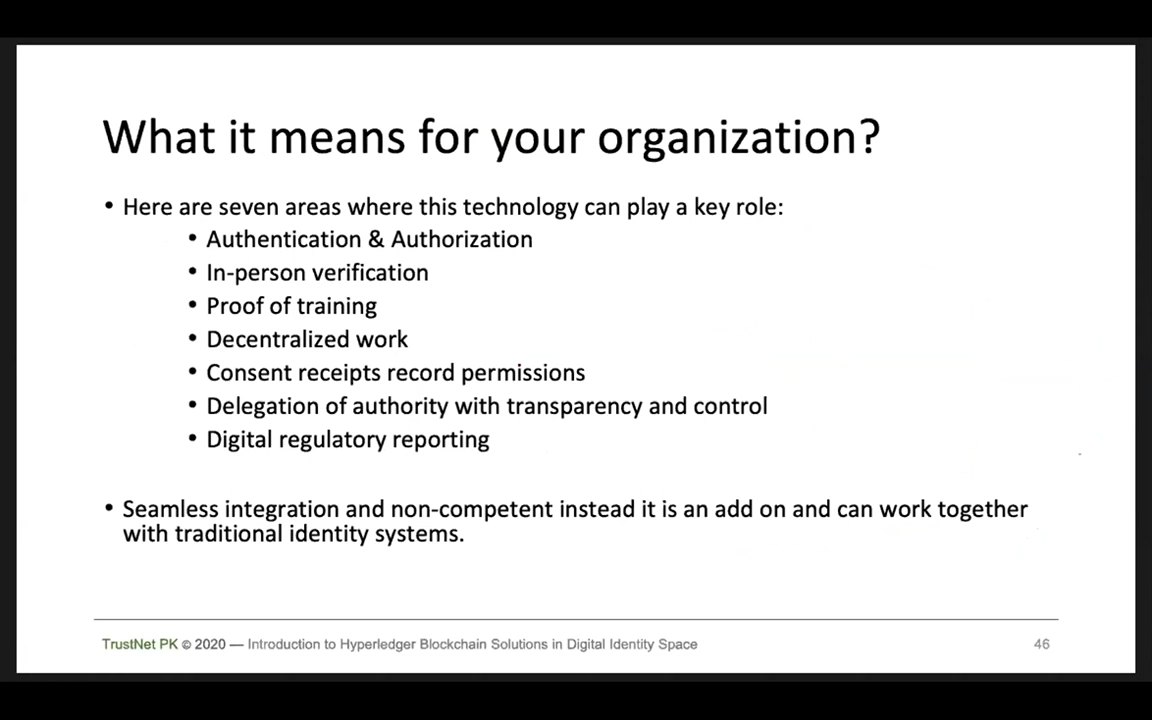 What it means for your organization?
• Here are seven areas where this technology can play a key role:
• Authentication & Authorization
• In-person verification
• Proof of training
• Decentralized work
• Consent receipts record permissions
• Delegation of authority with transparency and control
• Digital regulatory reporting
• Seamless integration and non-competent instead it is an add on and can work together
with traditional identity systems.
TrustNet PK © 2020 — Introduction to Hyperledger Blockchain Solutions in Digital Identity Space 46